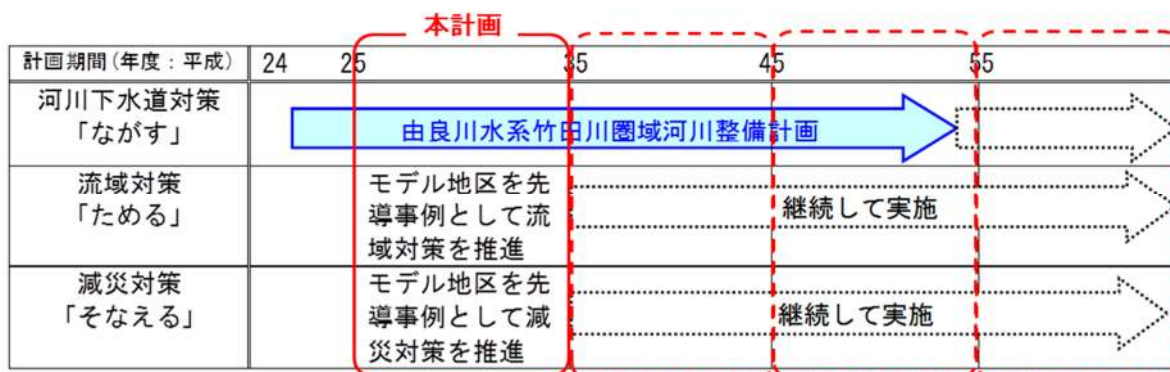 本計画
計画期間(年度：平成) 24 25 35 45 55
河川下水道対策
「ながす」
由良川水系竹田川圏域河川整備計画
流域対策
「ためる」
モデル地区を先
導事例として流
域対策を推進
継続して実施
減災対策
「そなえる」
モデル地区を先
導事例として減
災対策を推進
継続して実施